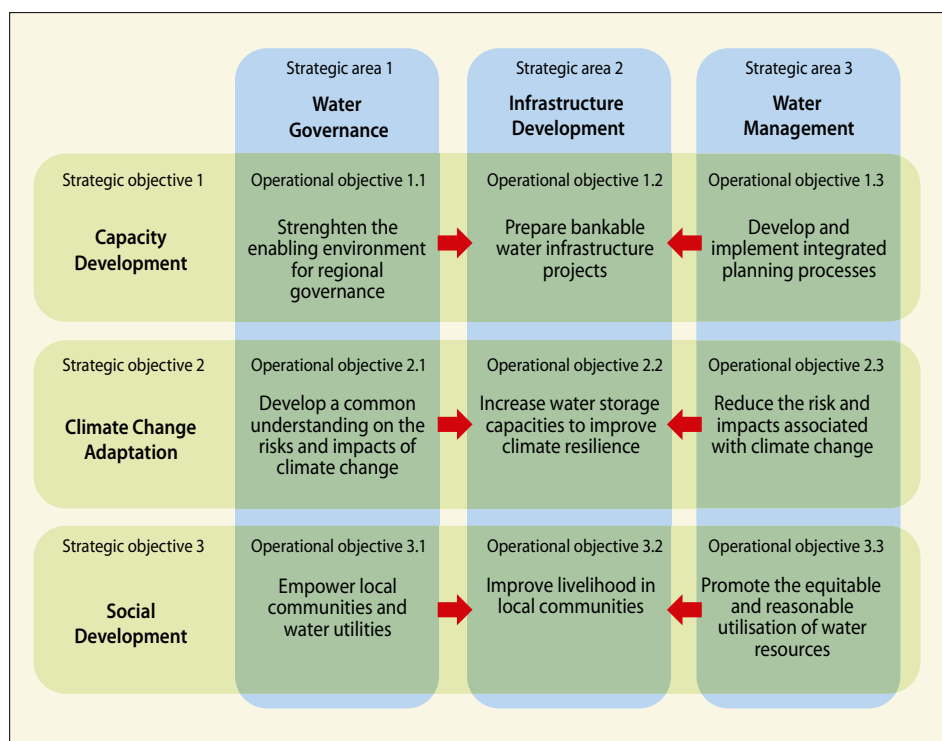 Strategic area 1
Water
Governance
Strategic area 2
Infrastructure
Development
Strategic area 3
Water
Management
Strategic objective 1
Capacity
Development
Operational objective 1.1
Strenghten the
enabling environment
for regional
governance
Operational objective 1.2
Prepare bankable
water infrastructure
projects
Operational objective 1.3
Develop and
implement integrated
planning processes
Strategic objective 2
Climate Change
Adaptation
Operational objective 2.1
Develop a common
understanding on the
risks and impacts of
climate change
Operational objective 2.2
Increase water storage
capacities to improve
climate resilience
Operational objective 2.3
Reduce the risk and
impacts associated
with climate change
Strategic objective 3
Social
Development
Operational objective 3.1
Empower local
communities and
water utilities
Operational objective 3.2
Improve livelihood in
local communities
Operational objective 3.3
Promote the equitable
and reasonable
utilisation of water
resources